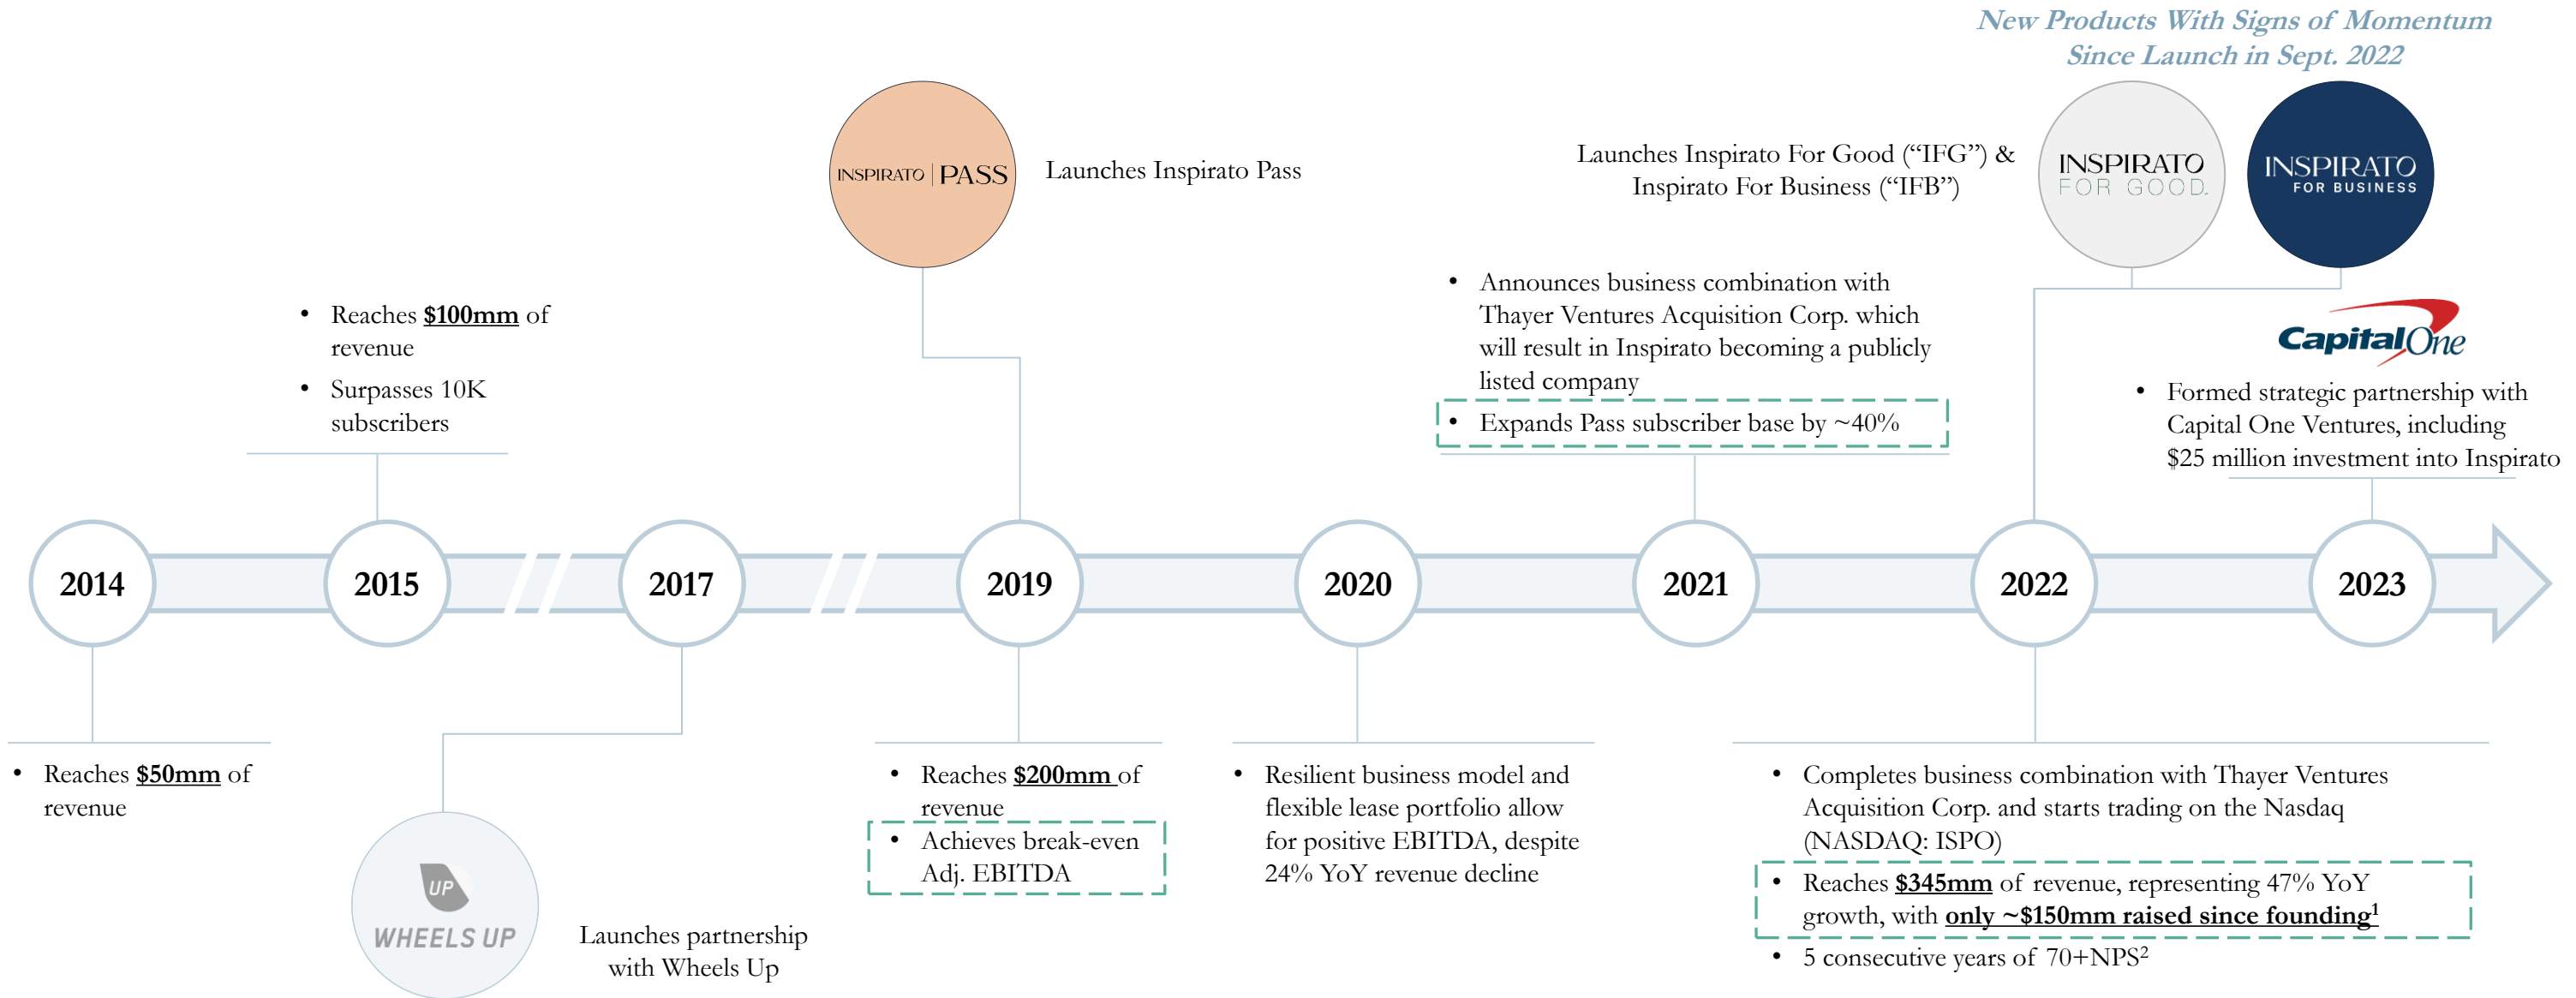 New Products With Signs of Momentum
Since Launch in Sept. 2022
INSPIRATO | PASS
Launches Inspirato Pass
Launches Inspirato For Good (“IFG”) &
Inspirato For Business (“IFB”)
INSPIRATO
FOR GOOD.
INSPIRATO
FOR BUSINESS
• Reaches $100mm of
revenue
• Surpasses 10K
subscribers
• Announces business combination with
Thayer Ventures Acquisition Corp. which
will result in Inspirato becoming a publicly
listed company
• Expands Pass subscriber base by ~40%
Capital One
• Formed strategic partnership with
Capital One Ventures, including
$25 million investment into Inspirato
2014
2015
2017
2019
2020
2021
2022
2023
• Reaches $50mm of
revenue
UP
WHEELS UP
Launches partnership
with Wheels Up
• Reaches $200mm of
revenue
• Achieves break-even
Adj. EBITDA
• Resilient business model and
flexible lease portfolio allow
for positive EBITDA, despite
24% YoY revenue decline
• Completes business combination with Thayer Ventures
Acquisition Corp. and starts trading on the Nasdaq
(NASDAQ: ISPO)
• Reaches $345mm of revenue, representing 47% YoY
growth, with only ~$150mm raised since founding¹
• 5 consecutive years of 70+NPS²